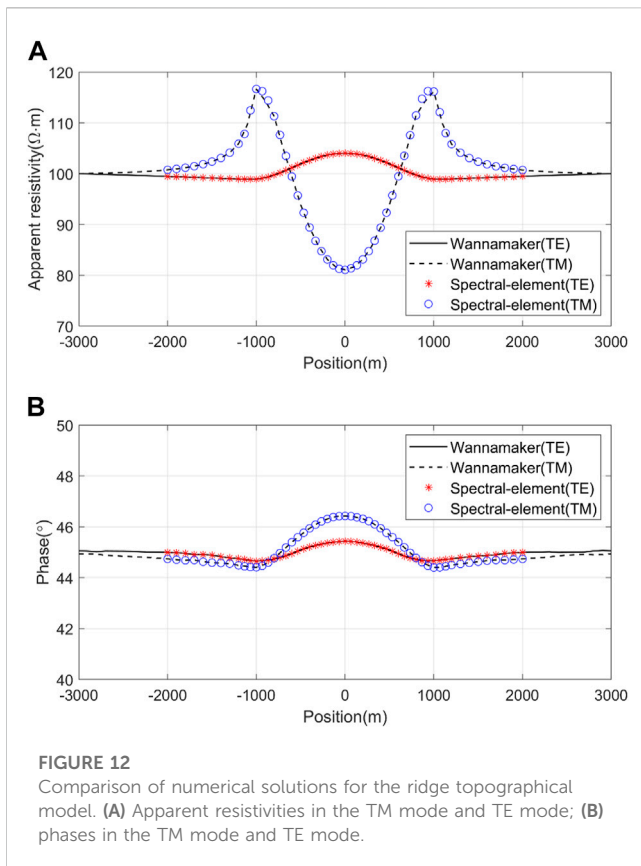 A
120
110
100
90
80
70
Apparent resistivity(Ω·m)
-3000 -2000 -1000 0 1000 2000 3000
Position(m)
Wannamaker(TE)
Wannamaker(TM)
Spectral-element(TE)
Spectral-element(TM)
B
50
48
46
44
42
40
Phase(°)
-3000 -2000 -1000 0 1000 2000 3000
Position(m)
Wannamaker(TE)
Wannamaker(TM)
Spectral-element(TE)
Spectral-element(TM)
FIGURE 12
Comparison of numerical solutions for the ridge topographical
model. (A) Apparent resistivities in the TM mode and TE mode; (B)
phases in the TM mode and TE mode.